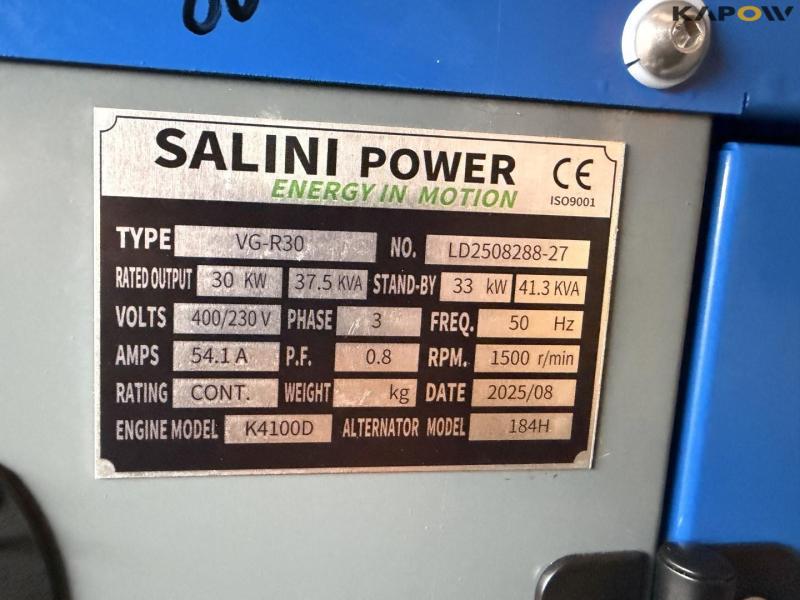 KAPOW
SALINI POWER
ENERGY IN MOTION
CE
ISO9001
TYPE VG-R30 NO. LD2508288-27
RATED OUTPUT 30 KW 37.5 KVA STAND-BY 33 kW 41.3 KVA
VOLTS 400/230 V PHASE 3 FREQ. 50 Hz
AMPS 54.1 A P.F. 0.8 RPM. 1500 r/min
RATING CONT. WEIGHT kg DATE 2025/08
ENGINE MODEL K4100D ALTERNATOR MODEL 184H